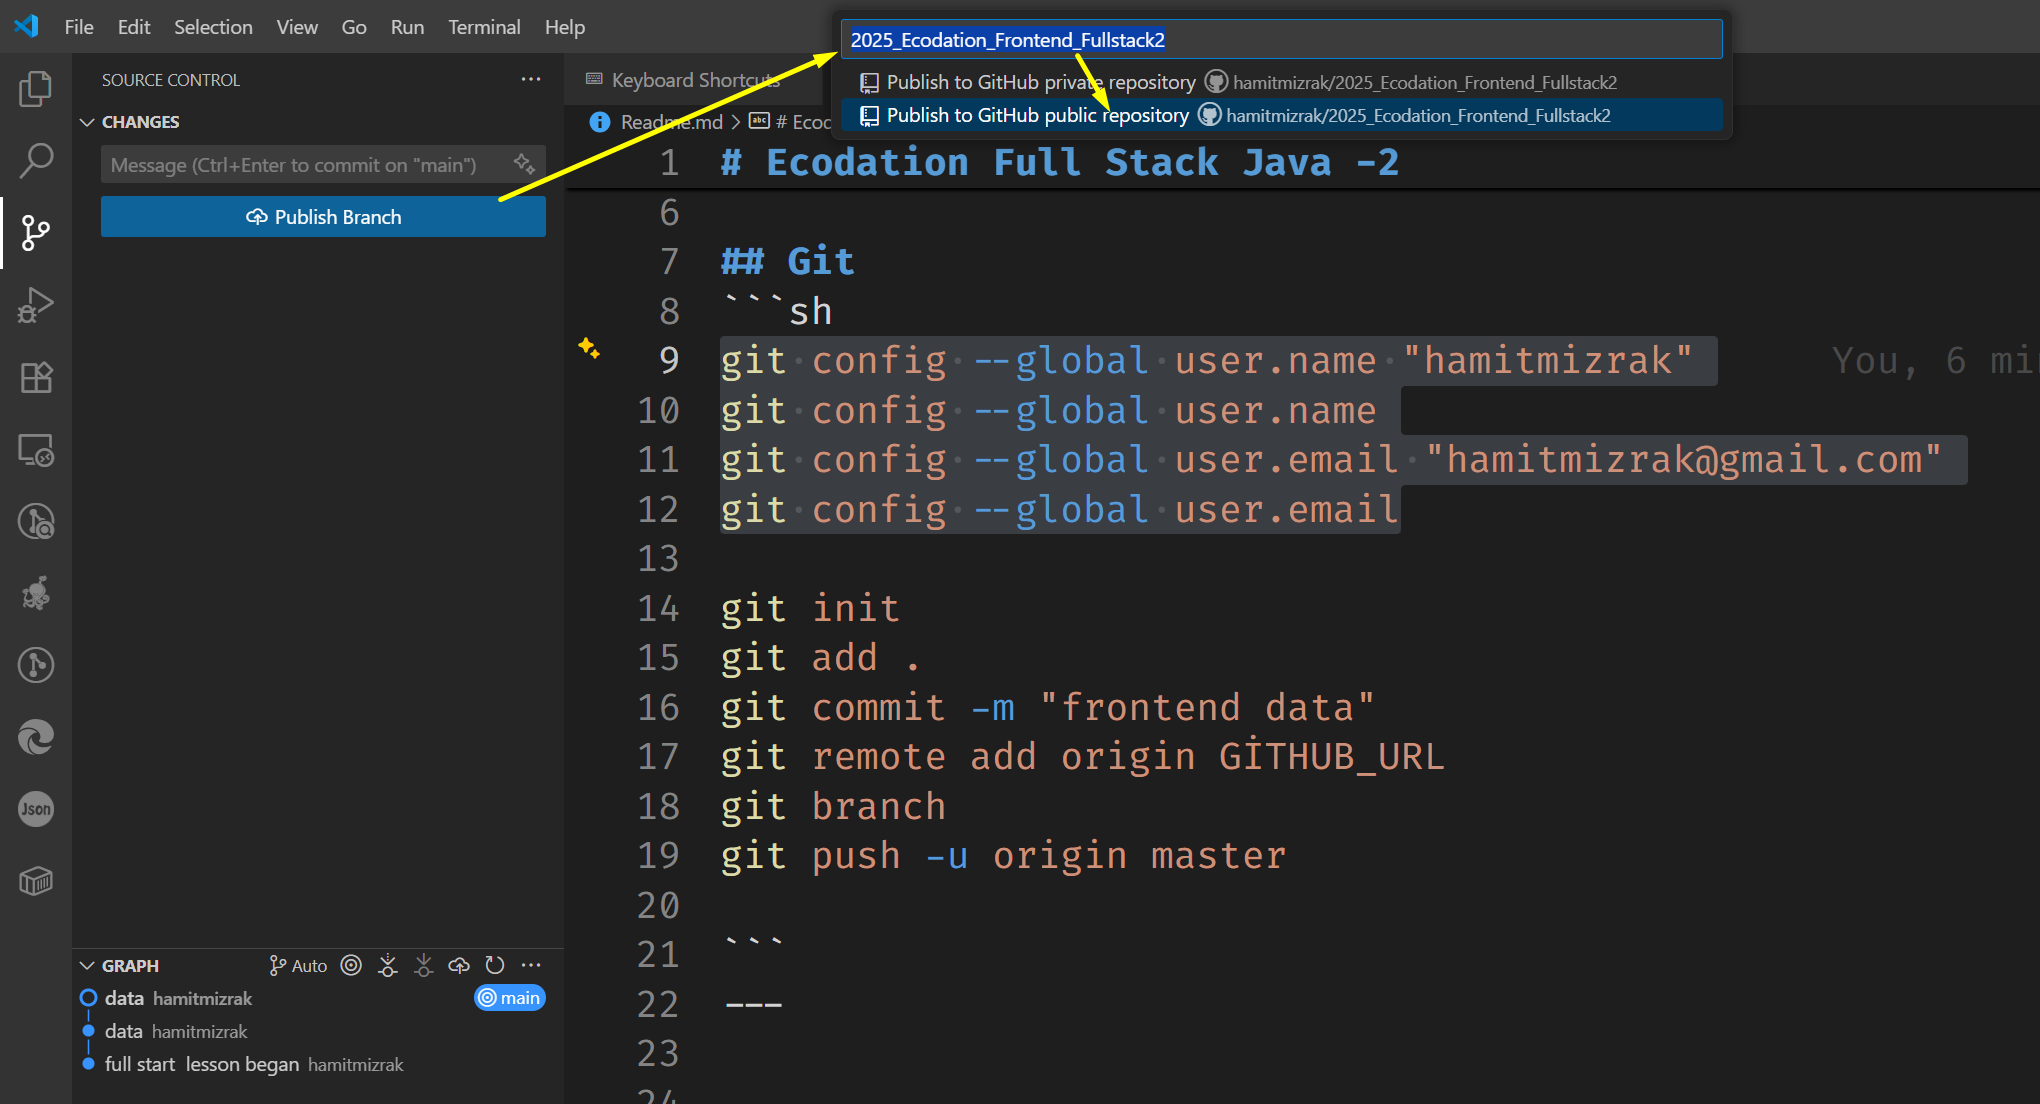 File Edit Selection View Go Run Terminal Help
2025_Ecodation_Frontend_Fullstack2
Publish to GitHub private repository hamitmizrak/2025_Ecodation_Frontend_Fullstack2
Publish to GitHub public repository hamitmizrak/2025_Ecodation_Frontend_Fullstack2
SOURCE CONTROL
CHANGES
Message (Ctrl+Enter to commit on "main")
Publish Branch
Keyboard Shortcuts
Readme.md > abc # Ecod
1 # Ecodation Full Stack Java -2
6
7 ## Git
8 ```sh
9 git config --global user.name "hamitmizrak" You, 6 mi
10 git config --global user.name
11 git config --global user.email "hamitmizrak@gmail.com"
12 git config --global user.email
13
14 git init
15 git add .
16 git commit -m "frontend data"
17 git remote add origin GİTHUB_URL
18 git branch
19 git push -u origin master
20
21 ```
22 ---
23
24
Json
GRAPH Auto
data hamitmizrak main
data hamitmizrak
full start lesson began hamitmizrak